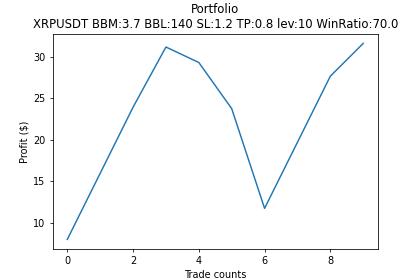 Portfolio
XRPUSDT BBM:3.7 BBL:140 SL:1.2 TP:0.8 lev:10 WinRatio:70.0
Profit ($)
30
25
20
15
10
0
2
4
6
8
Trade counts